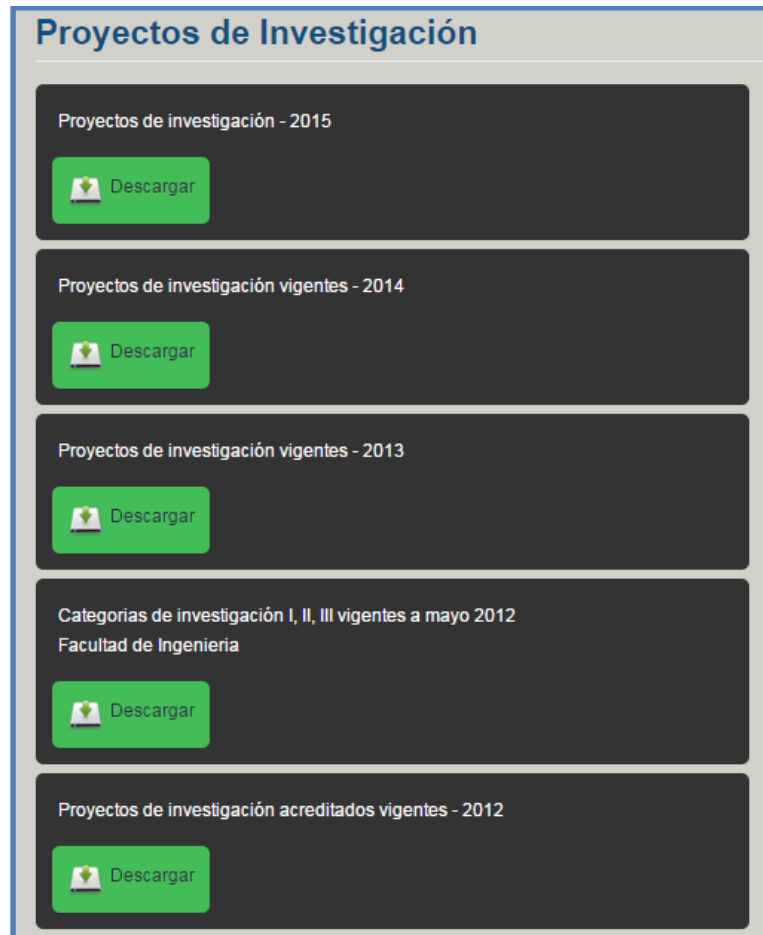 Proyectos de Investigación
Proyectos de investigación - 2015
Descargar
Proyectos de investigación vigentes - 2014
Descargar
Proyectos de investigación vigentes - 2013
Descargar
Categorias de investigación I, II, III vigentes a mayo 2012
Facultad de Ingenieria
Descargar
Proyectos de investigación acreditados vigentes - 2012
Descargar